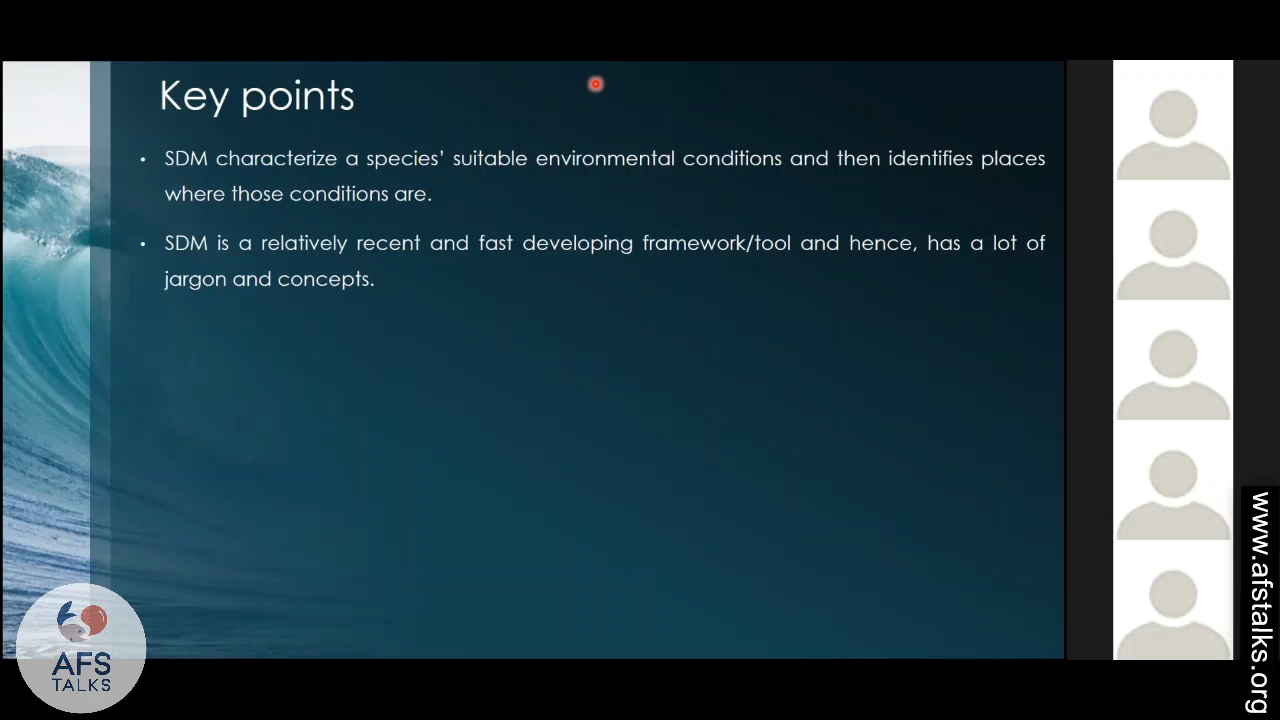 Key points
• SDM characterize a species’ suitable environmental conditions and then identifies places
where those conditions are.
• SDM is a relatively recent and fast developing framework/tool and hence, has a lot of
jargon and concepts.
AFS
TALKS
www.afstalks.org